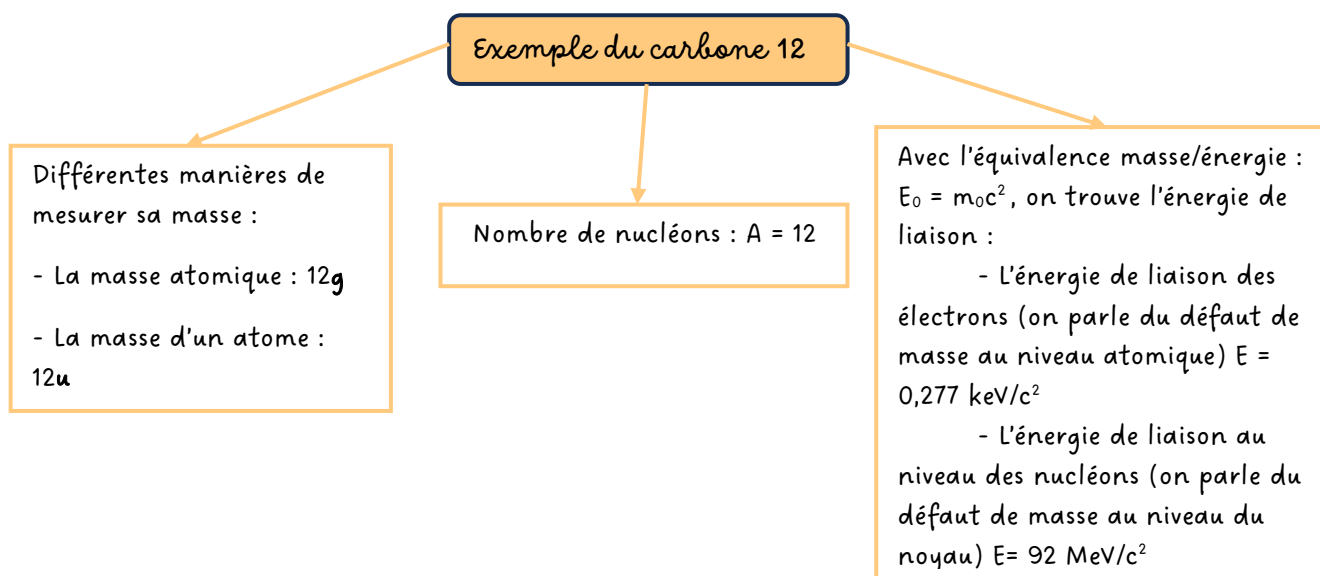 Exemple du carbone 12
Différentes manières de
mesurer sa masse :
- La masse atomique : 12g
- La masse d'un atome :
12u
Nombre de nucléons : A = 12
Avec l'équivalence masse/énergie :
E₀ = m₀c², on trouve l'énergie de
liaison :
- L'énergie de liaison des
électrons (on parle du défaut de
masse au niveau atomique) E =
0,277 keV/c²
- L'énergie de liaison au
niveau des nucléons (on parle du
défaut de masse au niveau du
noyau) E= 92 MeV/c²